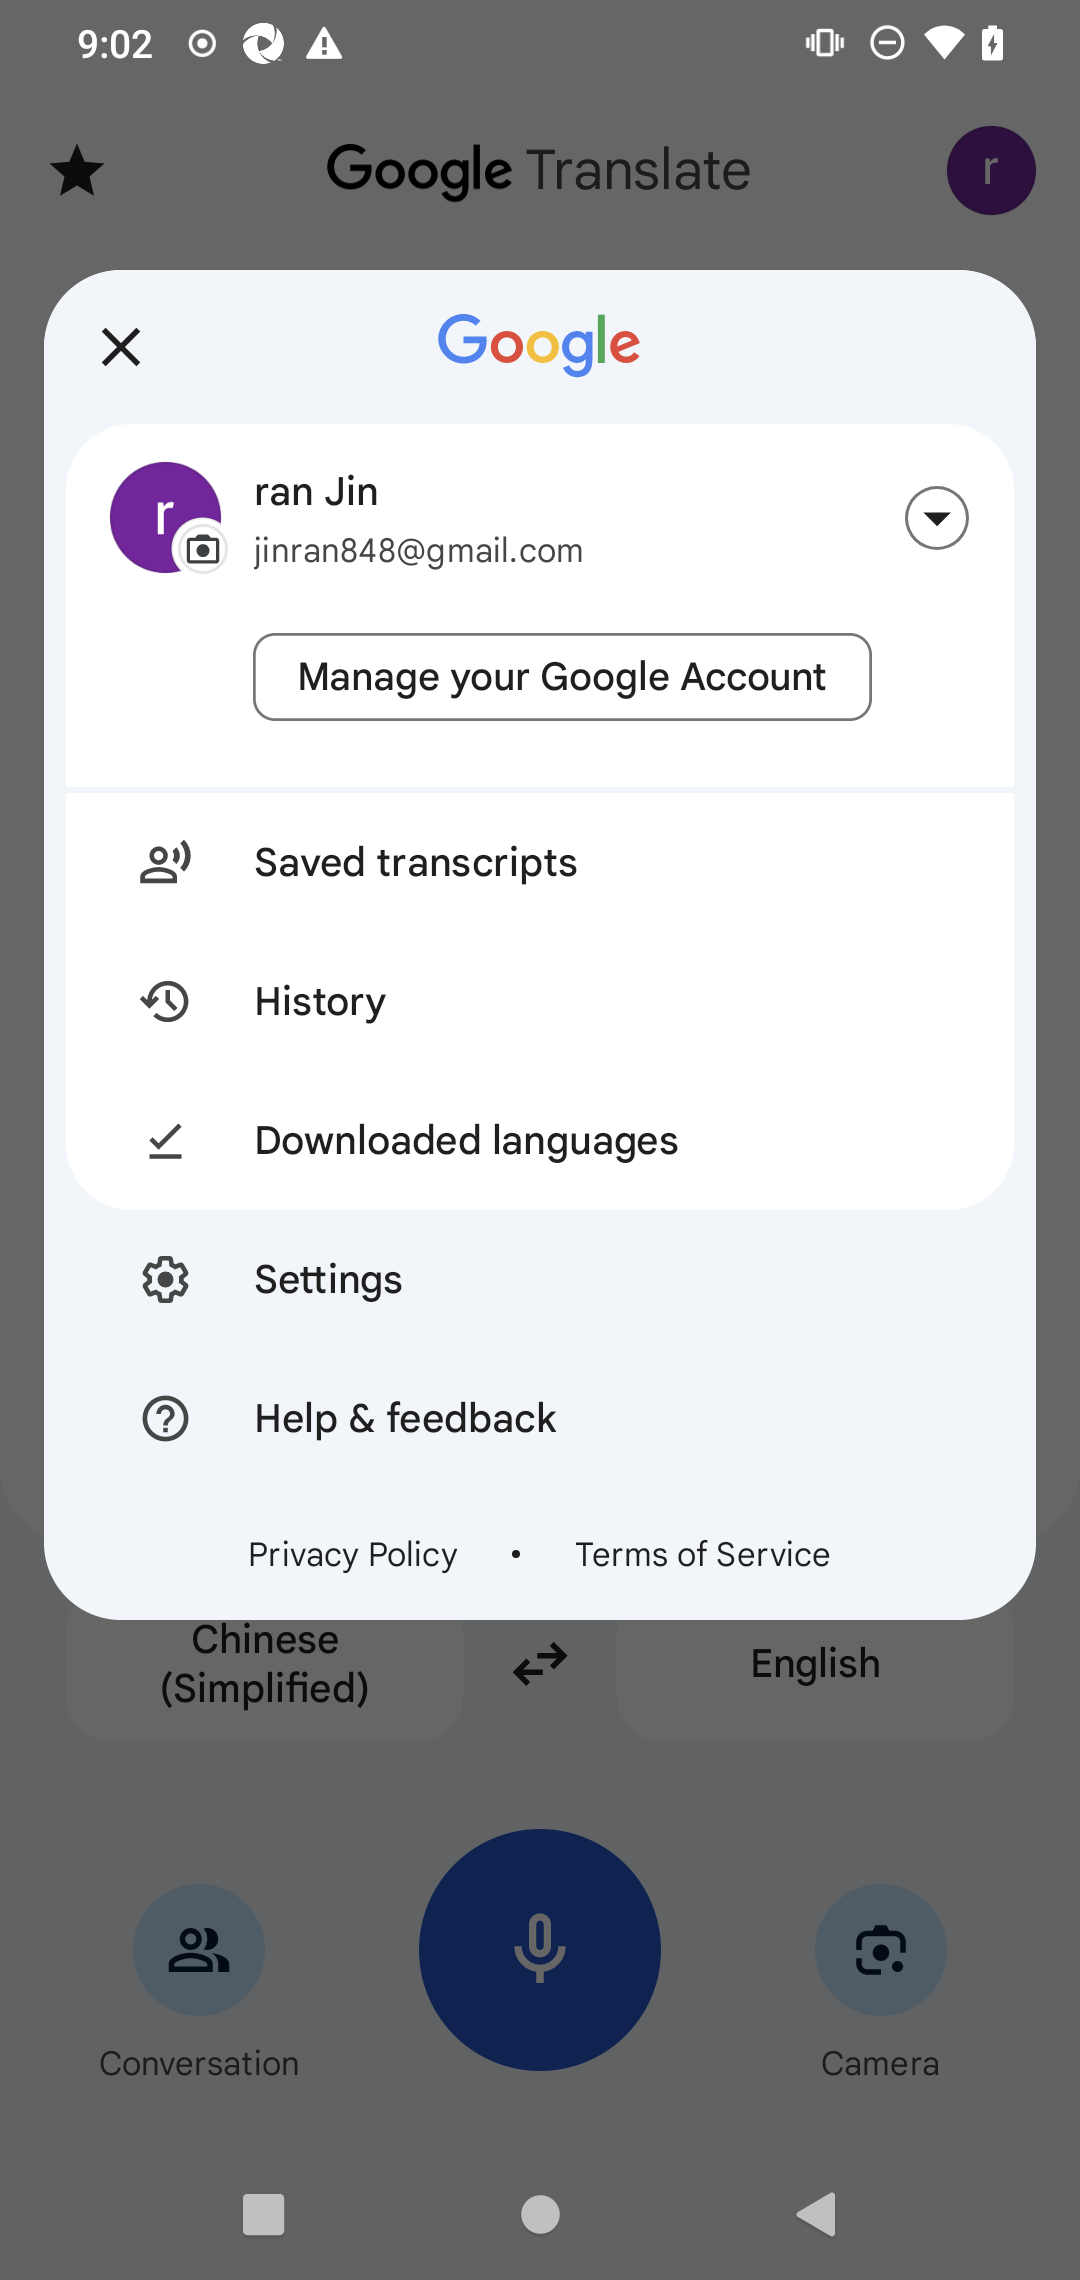 9:02
Google Translate
r
Google
r
ran Jin
jinran848@gmail.com
Manage your Google Account
Saved transcripts
History
Downloaded languages
Settings
Help & feedback
Privacy Policy • Terms of Service
Chinese
(Simplified)
English
Conversation
Camera